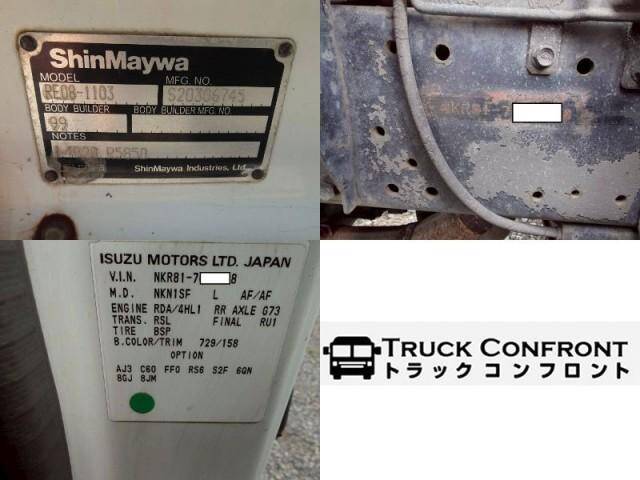 ShinMaywa
MODEL MFG. NO.
RE08-1103 S20306745
BODY BUILDER BODY BUILDER MFG. NO.
99
NOTES
R5850
ShinMaywa Industries, Ltd.
ISUZU MOTORS LTD. JAPAN
V.I.N. NKR81-7 8
M.D. NKN1SF L AF/AF
ENGINE RDA/4HL1 RR AXLE G73
TRANS. RSL FINAL RU1
TIRE BSP
B.COLOR/TRIM 729/158
OPTION
AJ3 C60 FF0 RS6 S2F 6QN
8GJ 8JM
TRUCK CONFRONT
トラックコンフロント